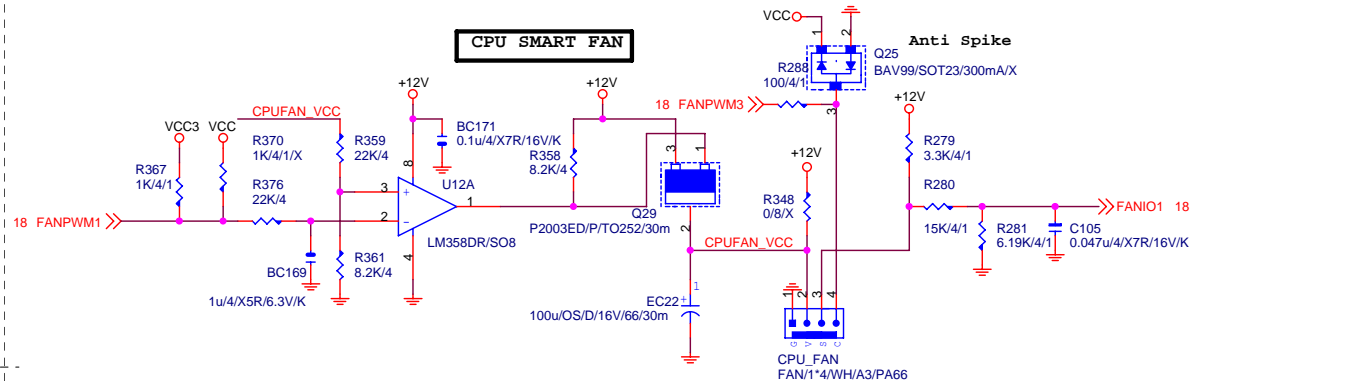 CPU SMART FAN
VCC
1
2
Q25
BAV99/SOT23/300mA/X
Anti Spike
R288
100/4/1
3
18 FANPWM3
+12V
+12V
+12V
CPUFAN_VCC
VCC3
VCC
R370
1K/4/1/X
R359
22K/4
BC171
0.1u/4/X7R/16V/K
R358
8.2K/4
3
1
R279
3.3K/4/1
R367
1K/4/1
R376
22K/4
8
3
+
2
-
1
4
U12A
LM358DR/SO8
Q29
P2003ED/P/TO252/30m
2
+12V
R348
0/8/X
R280
15K/4/1
R281
6.19K/4/1
C105
0.047u/4/X7R/16V/K
FANIO1 18
18 FANPWM1
CPUFAN_VCC
BC169
1u/4/X5R/6.3V/K
R361
8.2K/4
EC22
+
1
100u/OS/D/16V/66/30m
1
2
3
4
G
V
S
C
CPU_FAN
FAN/1*4/WH/A3/PA66